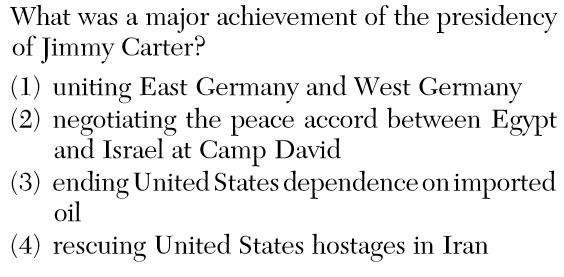 What was a major achievement of the presidency
of Jimmy Carter?
(1) uniting East Germany and West Germany
(2) negotiating the peace accord between Egypt
and Israel at Camp David
(3) ending United States dependence on imported
oil
(4) rescuing United States hostages in Iran